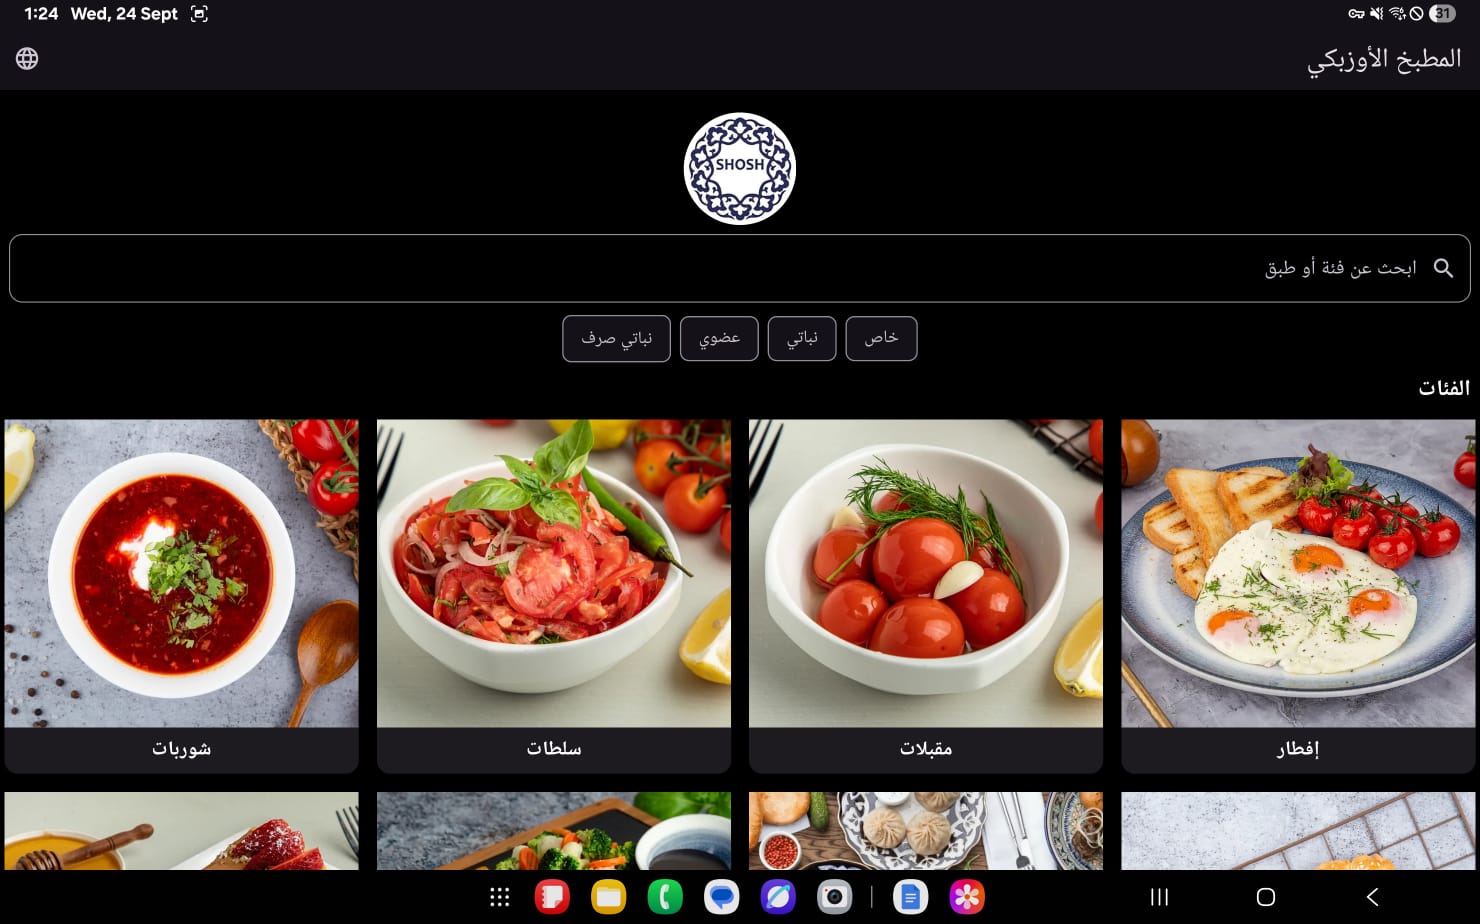 1:24 Wed, 24 Sept
31
المطبخ الأوزبكي
SHOSH
ابحث عن فئة أو طبق
خاص
نباتي
عضوي
نباتي صرف
الفئات
إفطار
مقبلات
سلطات
شوربات